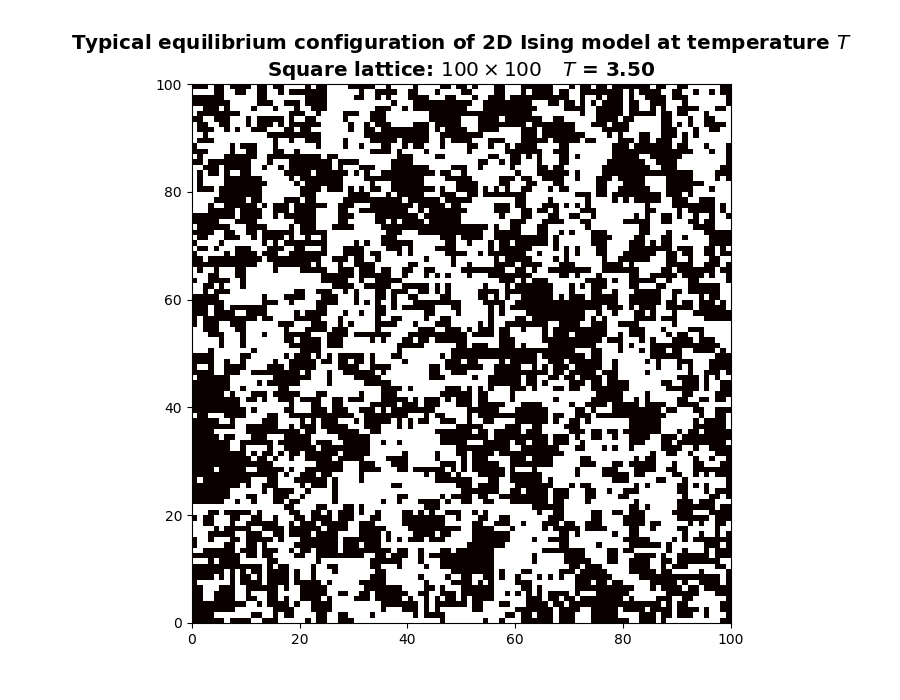 Typical equilibrium configuration of 2D Ising model at temperature T
Square lattice: 100 × 100 T = 3.50
100
80
60
40
20
0
0 20 40 60 80 100